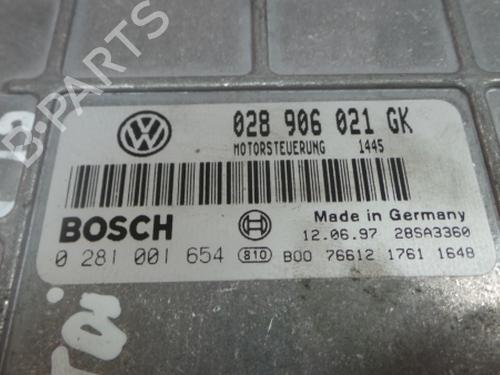 B-PARTS
028 906 021 GK
MOTORSTEUERUNG 1445
BOSCH
Made in Germany
12.06.97 28SA3360
0 281 001 654 810 B00 76612 1761 1648